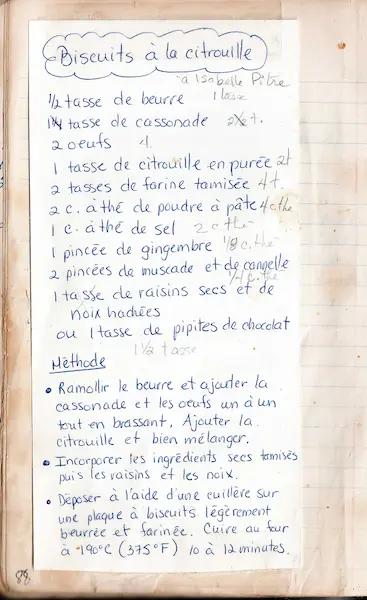 Biscuits à la citrouille
à Isabelle Pitre
1/2 tasse de beurre 1 tasse
tasse de cassonade
2 oeufs 4
1 tasse de citrouille en purée 2t
2 tasses de farine tamisée 4t.
2 c. à thé de poudre à pâte 4 c. thé
1 c. à thé de sel 2 c. thé
1 pincée de gingembre 1/8 c. thé
2 pincées de muscade et de cannelle
1/4 c. thé
1 tasse de raisins secs et de
noix hachées
ou 1 tasse de pipites de chocolat
1 1/2 tasse
Méthode
• Ramollir le beurre et ajouter la
cassonade et les oeufs un à un
tout en brassant. Ajouter la
citrouille et bien mélanger.
• Incorporer les ingrédients secs tamisés
puis les raisins et les noix.
• Déposer à l'aide d'une cuillère sur
une plaque à biscuits légèrement
beurrée et farinée. Cuire au four
à 190°C (375°F) 10 à 12 minutes.
88